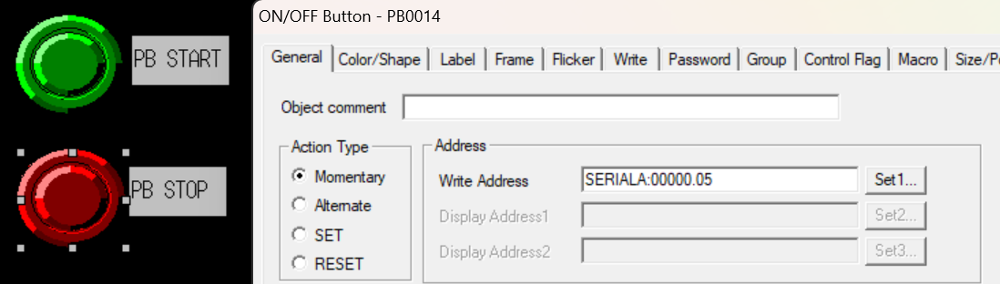 ON/OFF Button - PB0014
General Color/Shape Label Frame Flicker Write Password Group Control Flag Macro
PB START
Object comment
Action Type
Momentary
Alternate
SET
RESET
Address
Write Address SERIALA:00000.05 Set1...
Display Address1 Set2...
Display Address2 Set3...
PB STOP